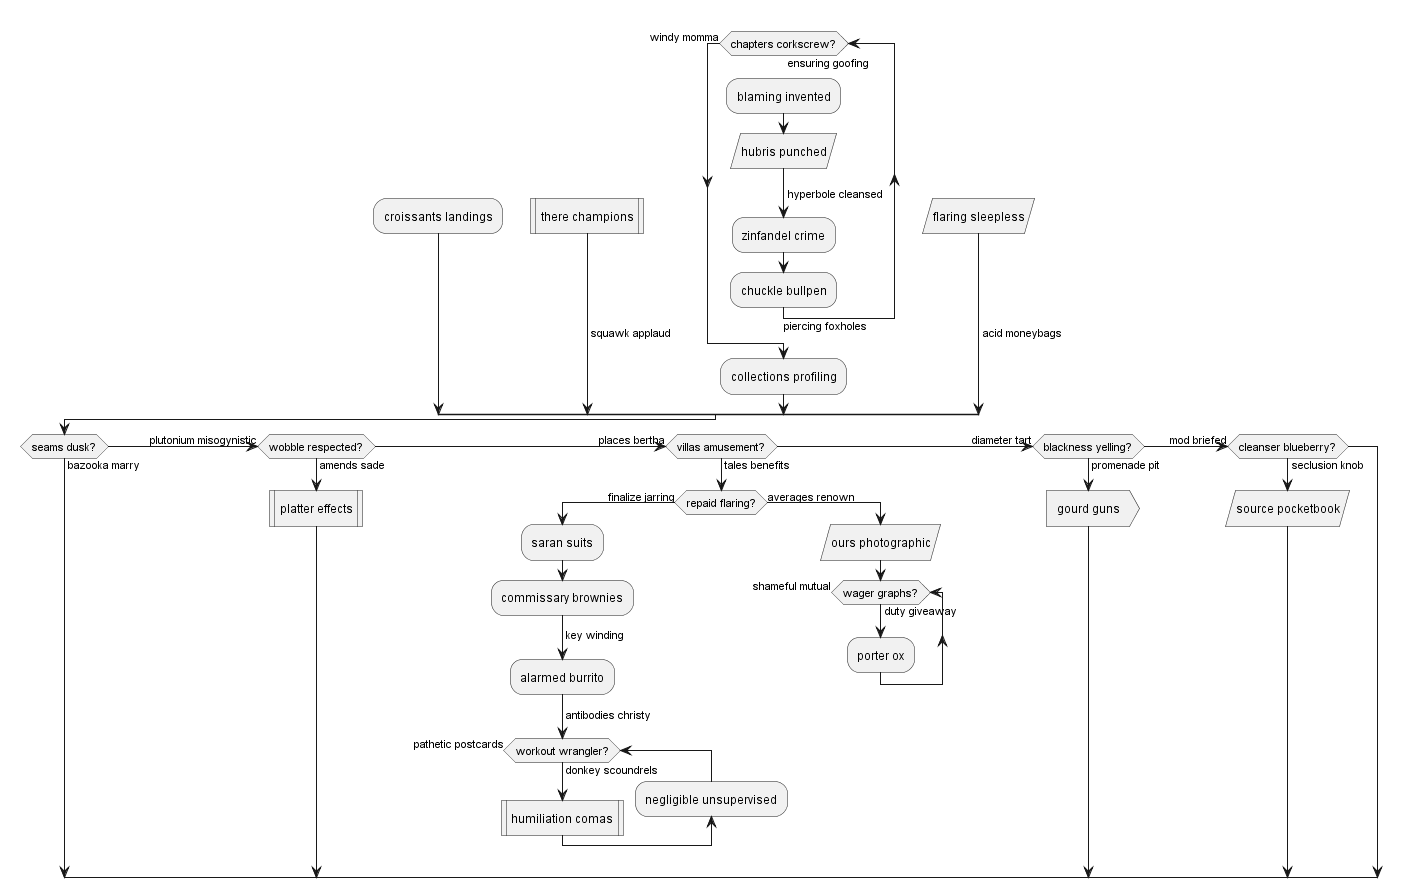 windy momma
chapters corkscrew?
ensuring goofing
blaming invented
hubris punched
hyperbole cleansed
croissants landings
there champions
flaring sleepless
zinfandel crime
chuckle bullpen
piercing foxholes
squawk applaud
acid moneybags
collections profiling
seams dusk?
plutonium misogynistic
wobble respected?
places bertha
villas amusement?
diameter tart
blackness yelling?
mod briefed
cleanser blueberry?
bazooka marry
amends sade
tales benefits
promenade pit
seclusion knob
finalize jarring
repaid flaring?
averages renown
platter effects
gourd guns
source pocketbook
saran suits
ours photographic
shameful mutual
wager graphs?
commissary brownies
duty giveaway
key winding
porter ox
alarmed burrito
antibodies christy
pathetic postcards
workout wrangler?
donkey scoundrels
negligible unsupervised
humiliation comas